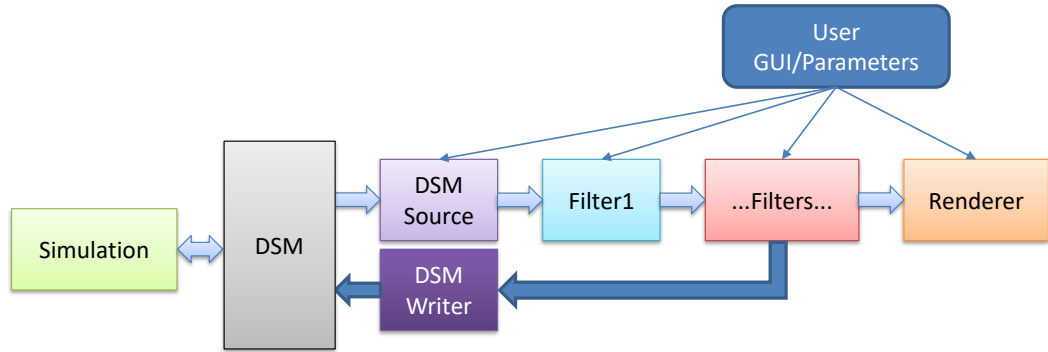 User
GUI/Parameters
DSM
Source
Filter1
...Filters...
Renderer
Simulation
DSM
DSM
Writer